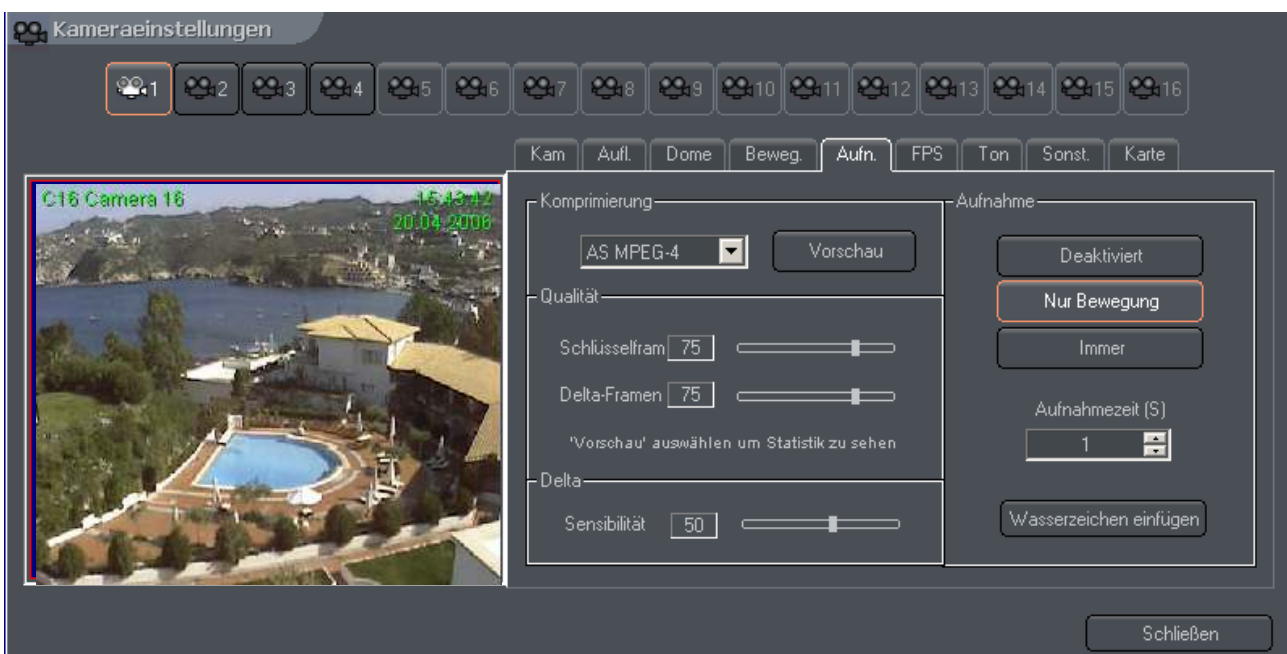 Kameraeinstellungen
1 2 3 4 5 6 7 8 9 10 11 12 13 14 15 16
Kam Aufl. Dome Beweg. Aufn. FPS Ton Sonst. Karte
C16 Camera 16 15:43:42
20.04.2006
Komprimierung
AS MPEG-4 Vorschau
Qualität
Schlüsselfram 75
Delta-Framen 75
'Vorschau' auswählen um Statistik zu sehen
Delta
Sensibilität 50
Aufnahme
Deaktiviert
Nur Bewegung
Immer
Aufnahmezeit (S)
1
Wasserzeichen einfügen
Schließen